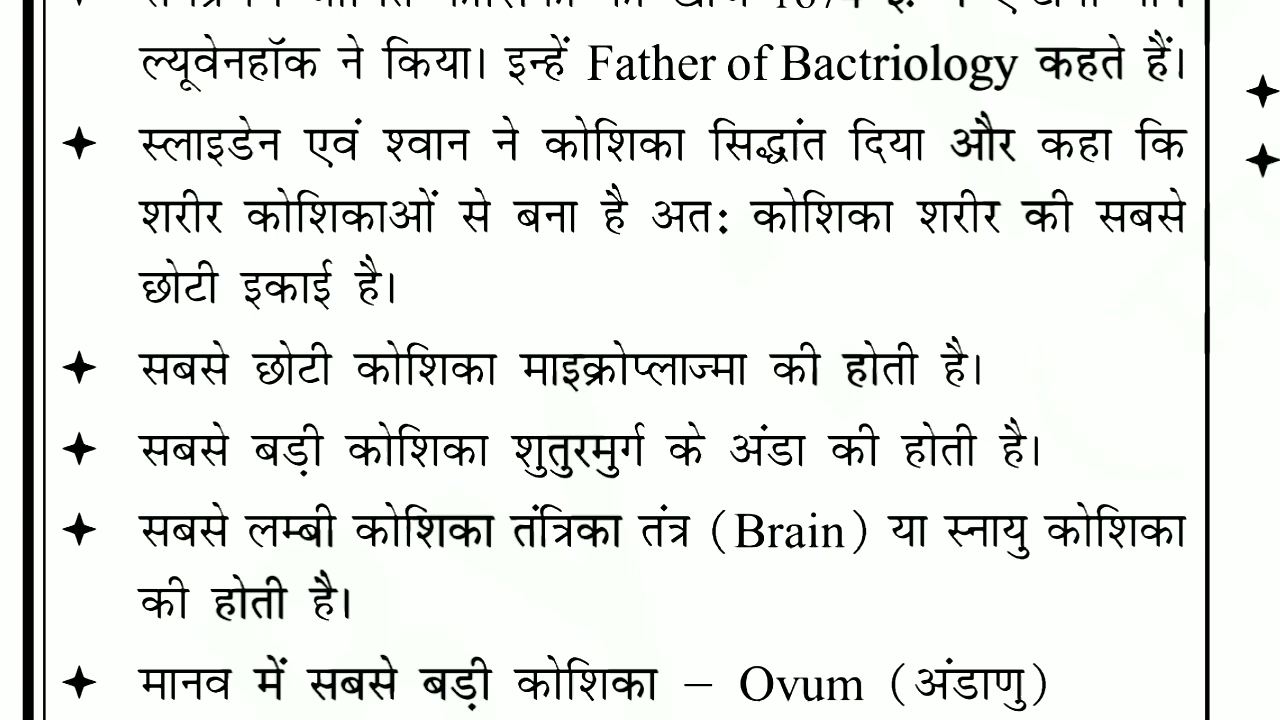 ल्यूवेनहॉक ने किया। इन्हें Father of Bactriology कहते हैं।
✦ स्लाइडेन एवं श्वान ने कोशिका सिद्धांत दिया और कहा कि
शरीर कोशिकाओं से बना है अतः कोशिका शरीर की सबसे
छोटी इकाई है।
✦ सबसे छोटी कोशिका माइक्रोप्लाज्मा की होती है।
✦ सबसे बड़ी कोशिका शुतुरमुर्ग के अंडा की होती है।
✦ सबसे लम्बी कोशिका तंत्रिका तंत्र (Brain) या स्नायु कोशिका
की होती है।
✦ मानव में सबसे बड़ी कोशिका – Ovum (अंडाणु)